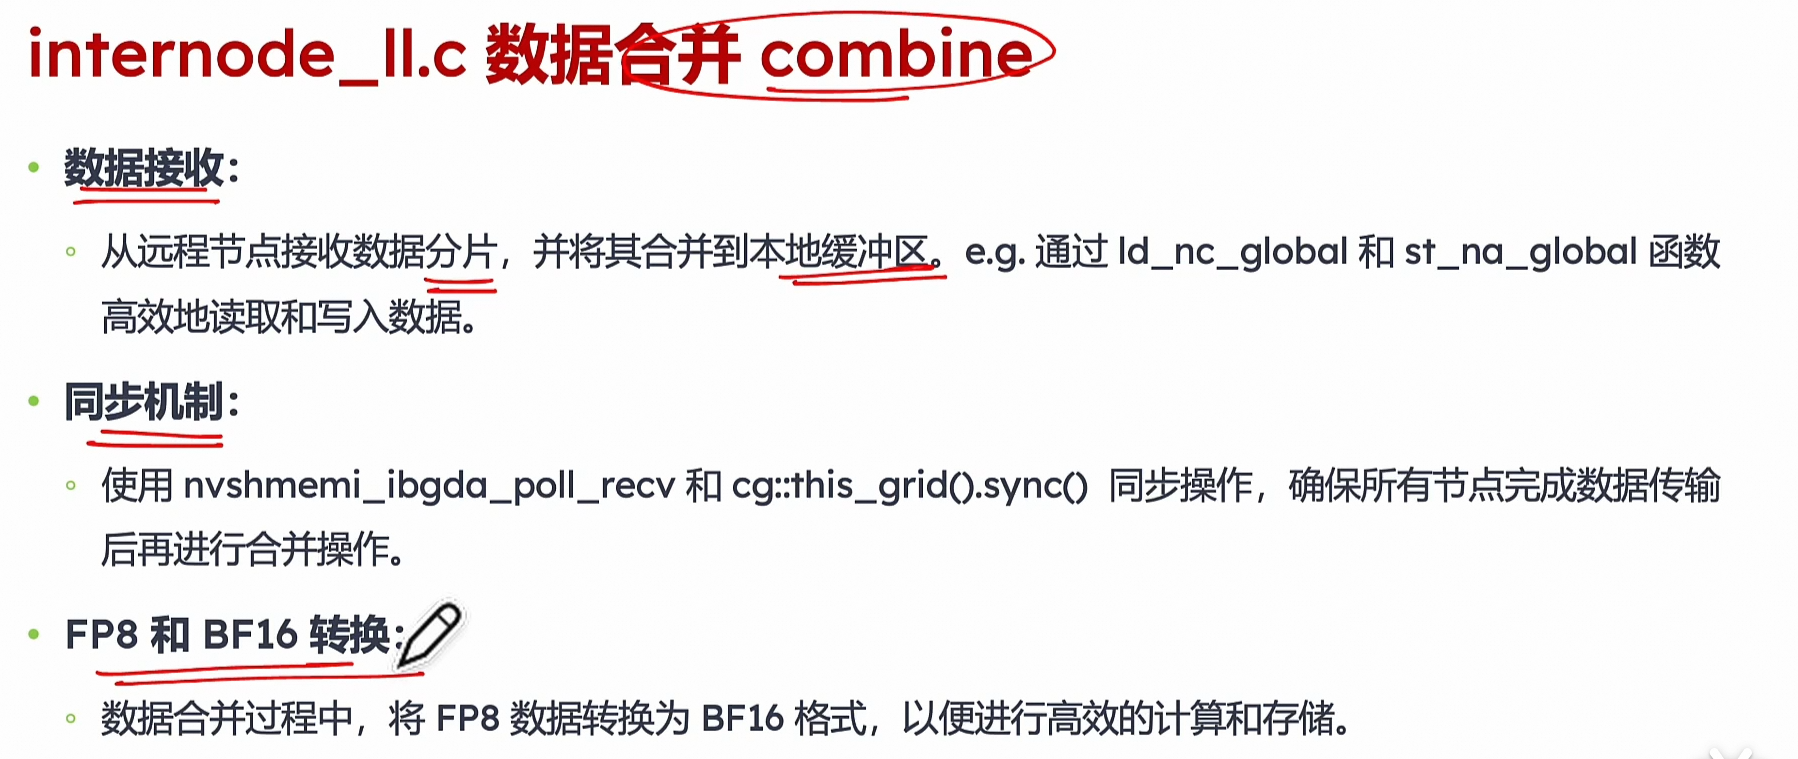 internode_ll.c 数据合并 combine
• 数据接收：
◦ 从远程节点接收数据分片，并将其合并到本地缓冲区。e.g. 通过 ld_nc_global 和 st_na_global 函数
高效地读取和写入数据。
• 同步机制：
◦ 使用 nvshmemi_ibgda_poll_recv 和 cg::this_grid().sync() 同步操作，确保所有节点完成数据传输
后再进行合并操作。
• FP8 和 BF16 转换：
◦ 数据合并过程中，将 FP8 数据转换为 BF16 格式，以便进行高效的计算和存储。